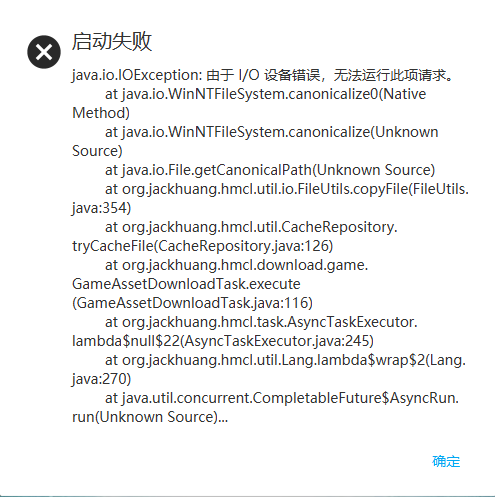 启动失败
java.io.IOException: 由于 I/O 设备错误，无法运行此项请求。
at java.io.WinNTFileSystem.canonicalize0(Native
Method)
at java.io.WinNTFileSystem.canonicalize(Unknown
Source)
at java.io.File.getCanonicalPath(Unknown Source)
at org.jackhuang.hmcl.util.io.FileUtils.copyFile(FileUtils.
java:354)
at org.jackhuang.hmcl.util.CacheRepository.
tryCacheFile(CacheRepository.java:126)
at org.jackhuang.hmcl.download.game.
GameAssetDownloadTask.execute
(GameAssetDownloadTask.java:116)
at org.jackhuang.hmcl.task.AsyncTaskExecutor.
lambda$null$22(AsyncTaskExecutor.java:245)
at org.jackhuang.hmcl.util.Lang.lambda$wrap$2(Lang.
java:270)
at java.util.concurrent.CompletableFuture$AsyncRun.
run(Unknown Source)...
确定